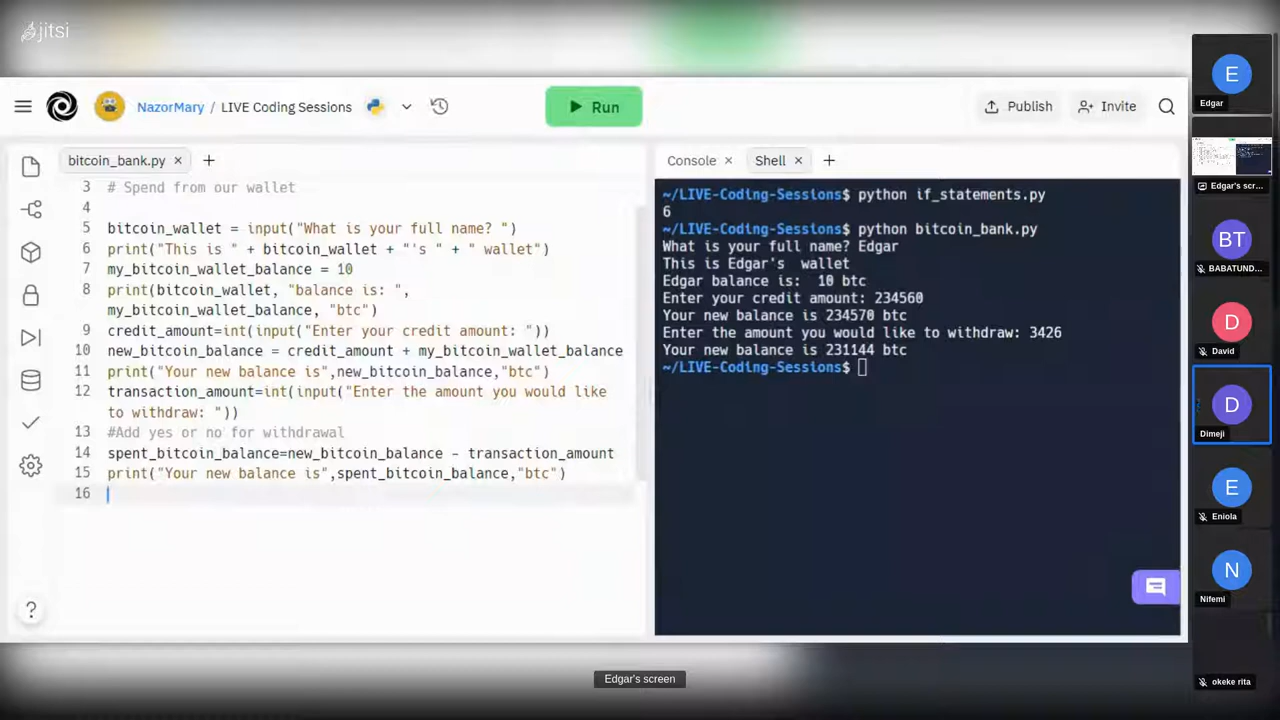 jitsi
NazorMary / LIVE Coding Sessions
Run
Publish
Invite
bitcoin_bank.py
3 # Spend from our wallet
4
5 bitcoin_wallet = input("What is your full name? ")
6 print("This is " + bitcoin_wallet + "'s " + " wallet")
7 my_bitcoin_wallet_balance = 10
8 print(bitcoin_wallet, "balance is: ",
my_bitcoin_wallet_balance, "btc")
9 credit_amount=int(input("Enter your credit amount: "))
10 new_bitcoin_balance = credit_amount + my_bitcoin_wallet_balance
11 print("Your new balance is",new_bitcoin_balance,"btc")
12 transaction_amount=int(input("Enter the amount you would like
to withdraw: "))
13 #Add yes or no for withdrawal
14 spent_bitcoin_balance=new_bitcoin_balance - transaction_amount
15 print("Your new balance is",spent_bitcoin_balance,"btc")
16
Console
Shell
~/LIVE-Coding-Sessions$ python if_statements.py
6
~/LIVE-Coding-Sessions$ python bitcoin_bank.py
What is your full name? Edgar
This is Edgar's  wallet
Edgar balance is:  10 btc
Enter your credit amount: 234560
Your new balance is 234570 btc
Enter the amount you would like to withdraw: 3426
Your new balance is 231144 btc
~/LIVE-Coding-Sessions$
?
Edgar's screen
E
Edgar
Edgar's scr...
BT
BABATUND...
D
David
D
Dimeji
E
Eniola
N
Nifemi
okeke rita